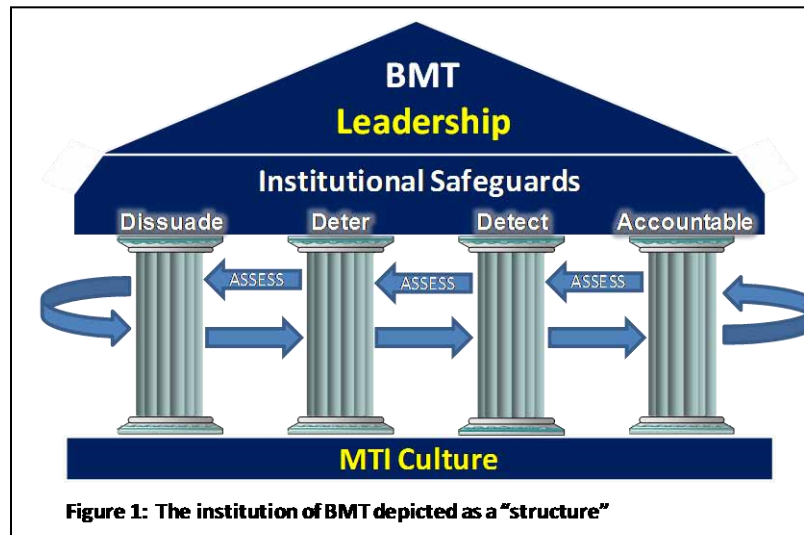 BMT
Leadership
Institutional Safeguards
Dissuade Deter Detect Accountable
ASSESS ASSESS ASSESS
MTI Culture
Figure 1: The institution of BMT depicted as a “structure”